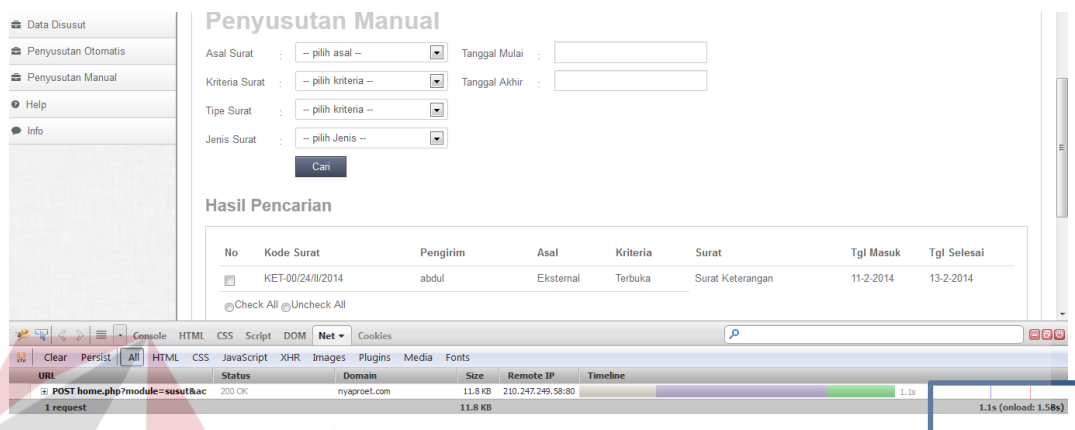 Data Disusut
Penyusutan Otomatis
Penyusutan Manual
Help
Info
Penyusutan Manual
Asal Surat : -- pilih asal -- Tanggal Mulai :
Kriteria Surat : -- pilih kriteria -- Tanggal Akhir :
Tipe Surat : -- pilih kriteria --
Jenis Surat : -- pilih Jenis --
Cari
Hasil Pencarian
No Kode Surat Pengirim Asal Kriteria Surat Tgl Masuk Tgl Selesai
KET-00/24/II/2014 abdul Eksternal Terbuka Surat Keterangan 11-2-2014 13-2-2014
Check All Uncheck All
Console HTML CSS Script DOM Net Cookies
Clear Persist All HTML CSS JavaScript XHR Images Plugins Media Fonts
URL Status Domain Size Remote IP Timeline
POST home.php?module=susut&ac 200 OK nyaproet.com 11.8 KB 210.247.249.58:80 1.1s
1 request 11.8 KB 1.1s (onload: 1.58s)